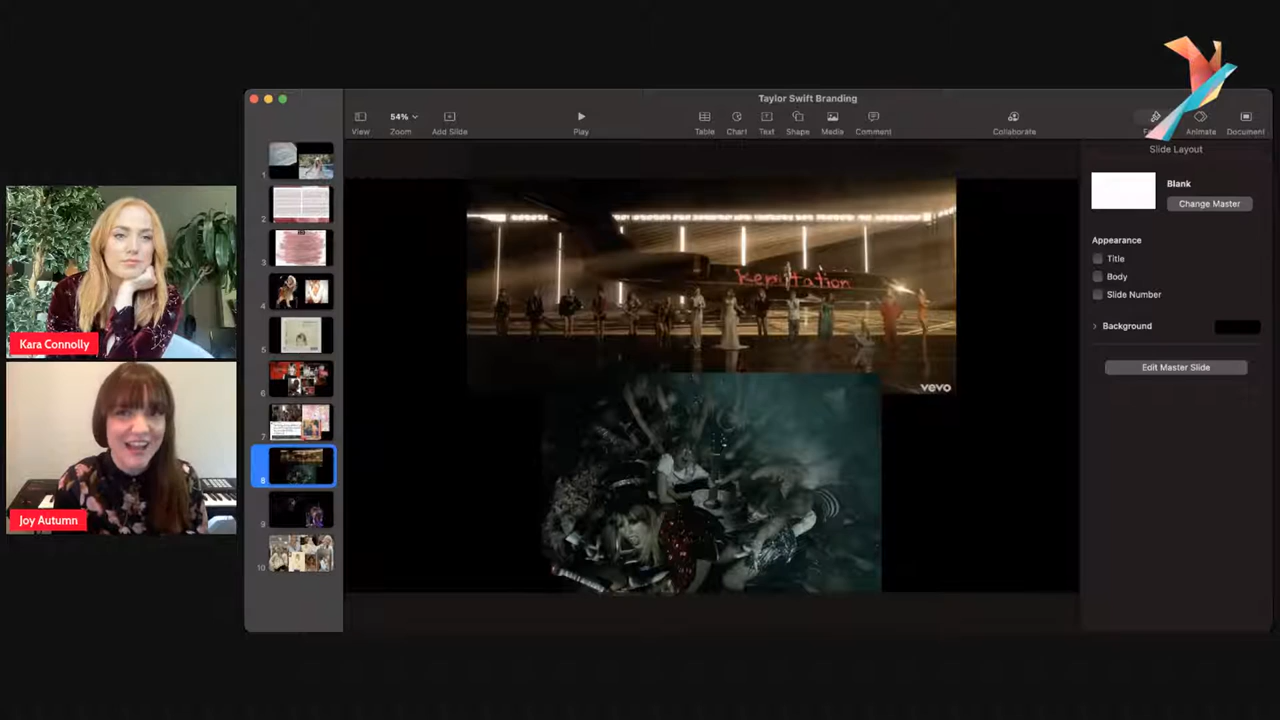 Taylor Swift Branding
54%
View
Zoom
Add Slide
Play
Table
Chart
Text
Shape
Media
Comment
Collaborate
Animate
Document
Slide Layout
Blank
Change Master
Appearance
Title
Body
Slide Number
Background
Edit Master Slide
1
2
3
4
5
6
7
8
9
10
Reputation
vevo
Kara Connolly
Joy Autumn